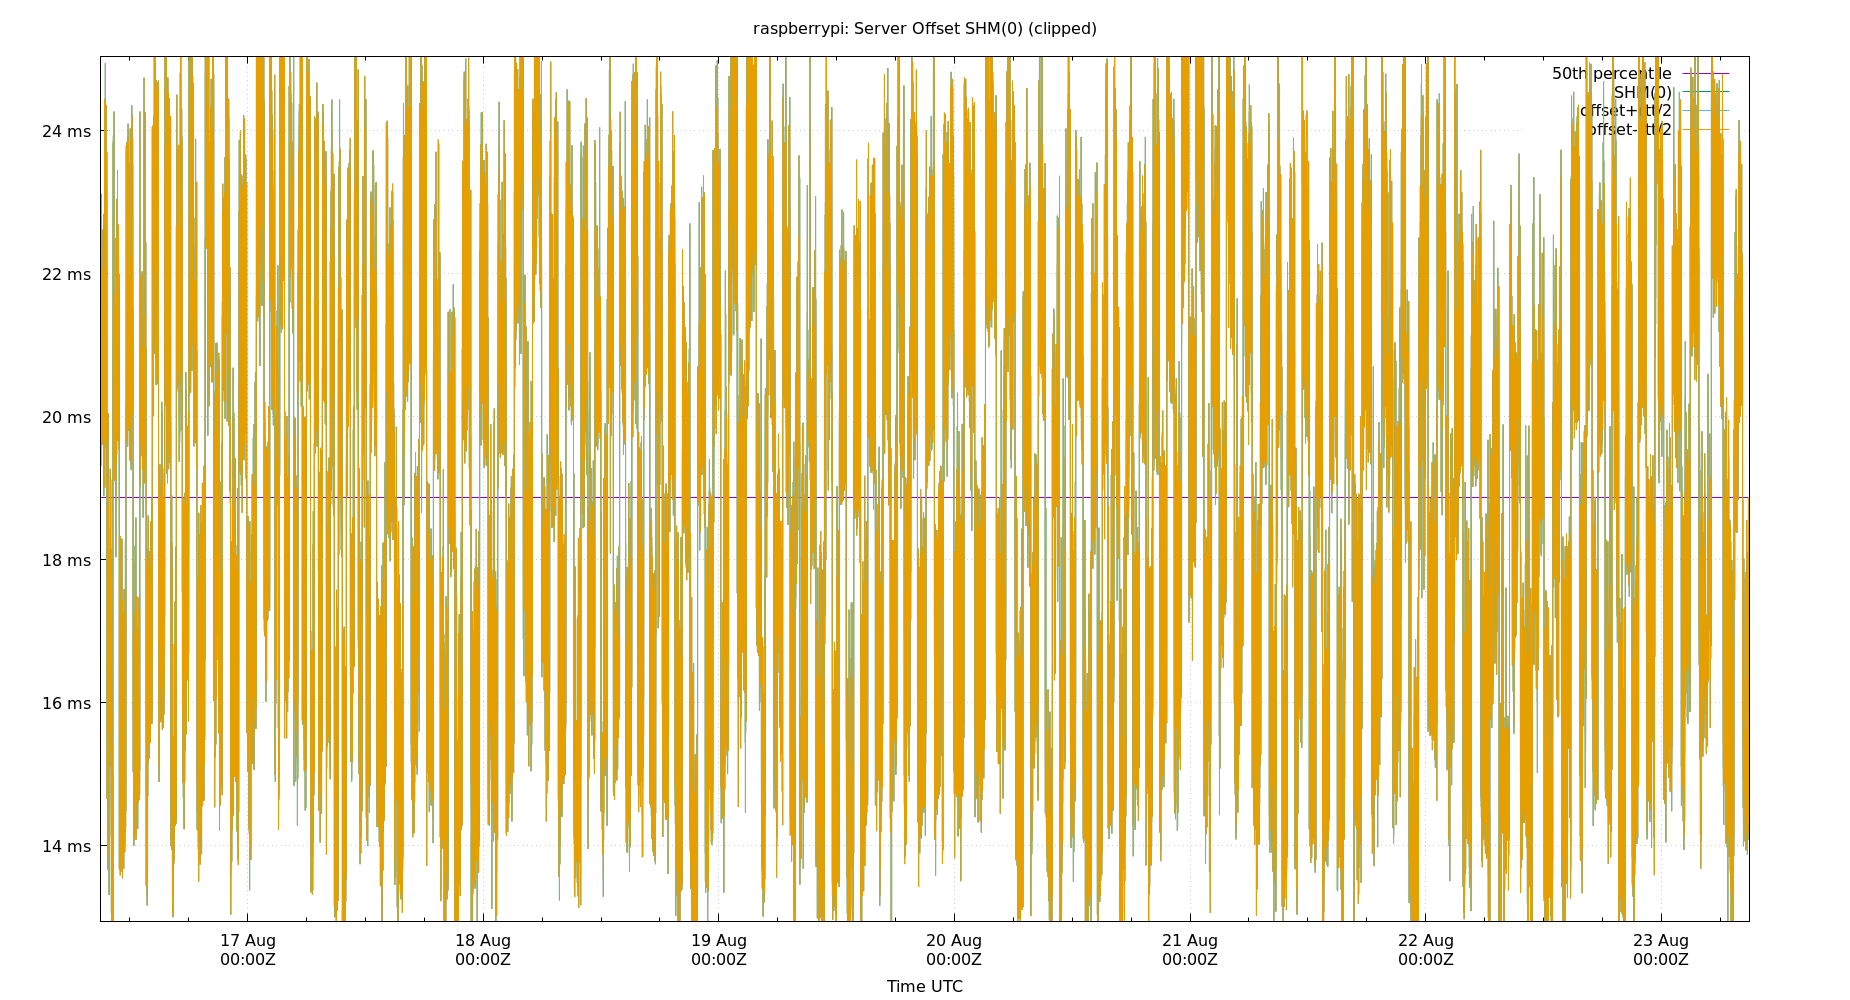 raspberrypi: Server Offset SHM(0) (clipped)
50th percentile
SHM(0)
offset+rtt/2
offset-rtt/2
24 ms
22 ms
20 ms
18 ms
16 ms
14 ms
17 Aug
00:00Z
18 Aug
00:00Z
19 Aug
00:00Z
20 Aug
00:00Z
21 Aug
00:00Z
22 Aug
00:00Z
23 Aug
00:00Z
Time UTC